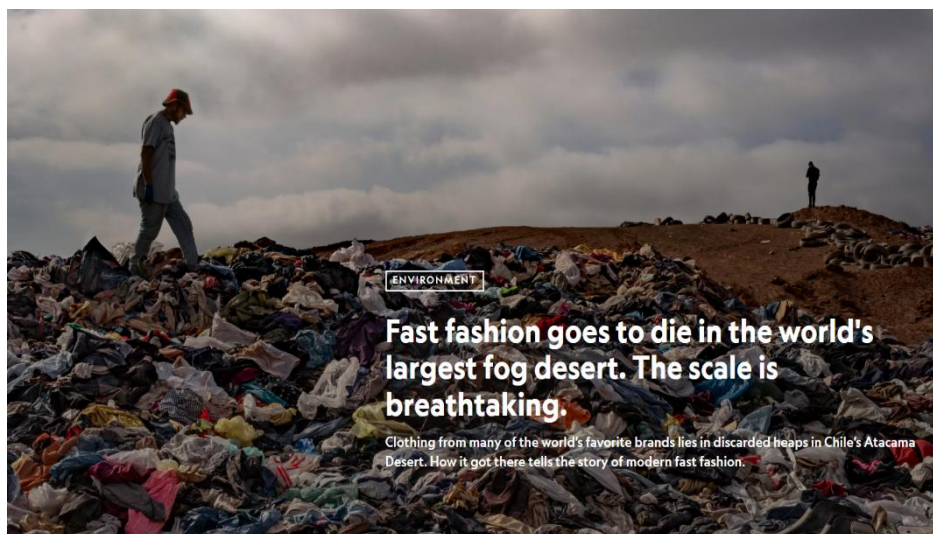 ENVIRONMENT
Fast fashion goes to die in the world's
largest fog desert. The scale is
breathtaking.
Clothing from many of the world's favorite brands lies in discarded heaps in Chile's Atacama
Desert. How it got there tells the story of modern fast fashion.